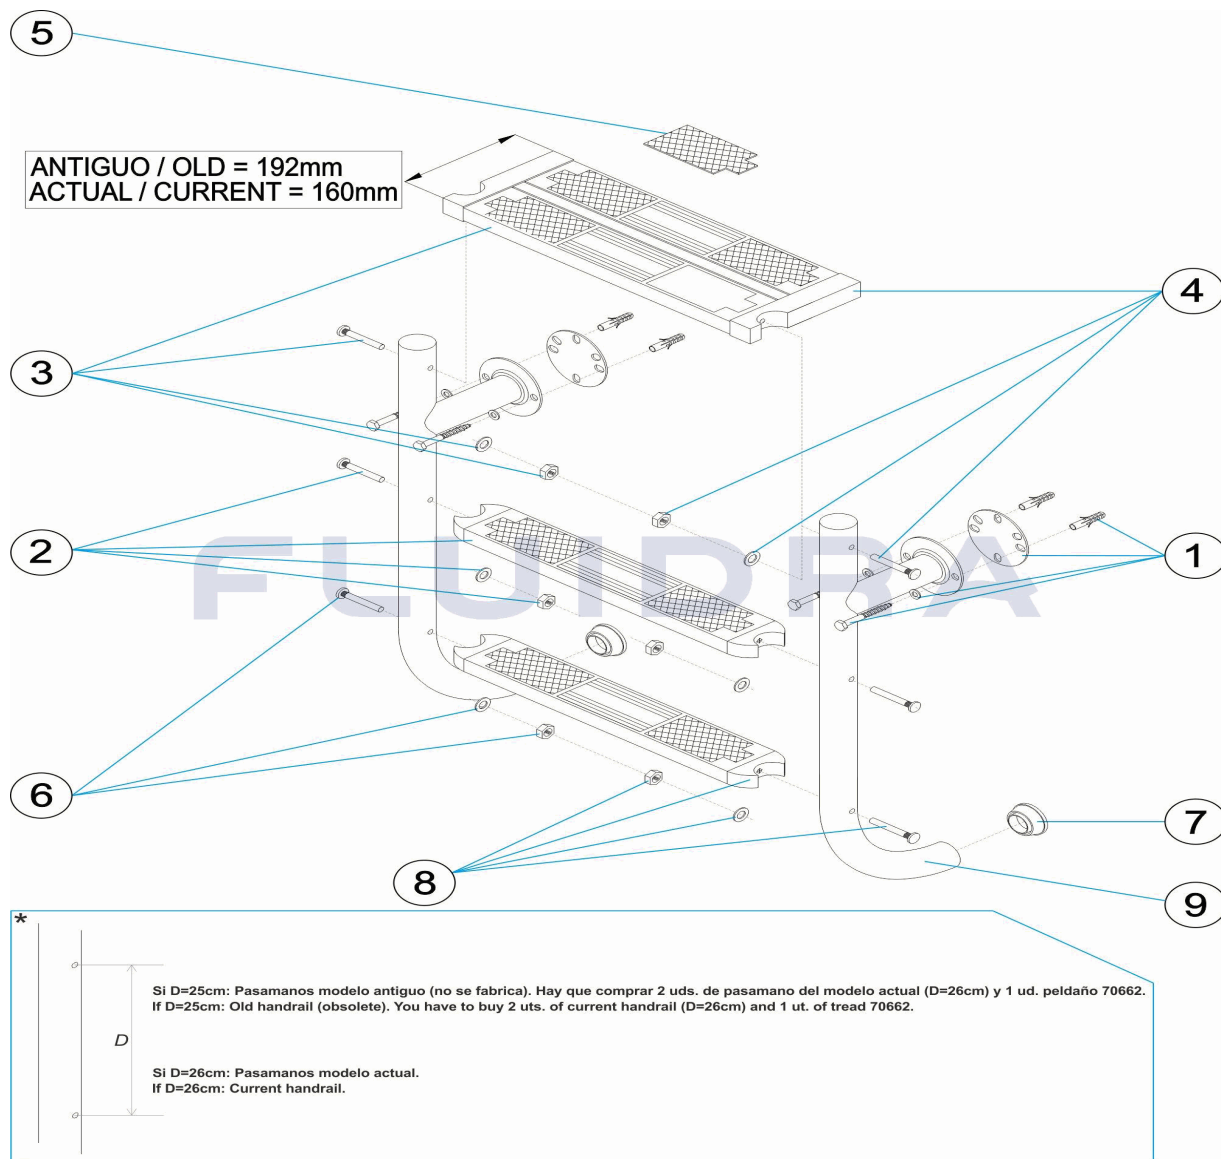 5
ANTIGUO / OLD = 192mm
ACTUAL / CURRENT = 160mm
4
3
2
1
FLUIDRA
6
7
8
9
*
Si D=25cm: Pasamanos modelo antiguo (no se fabrica). Hay que comprar 2 uds. de pasamano del modelo actual (D=26cm) y 1 ud. peldaño 70662.
If D=25cm: Old handrail (obsolete). You have to buy 2 uts. of current handrail (D=26cm) and 1 ut. of tread 70662.
D
Si D=26cm: Pasamanos modelo actual.
If D=26cm: Current handrail.